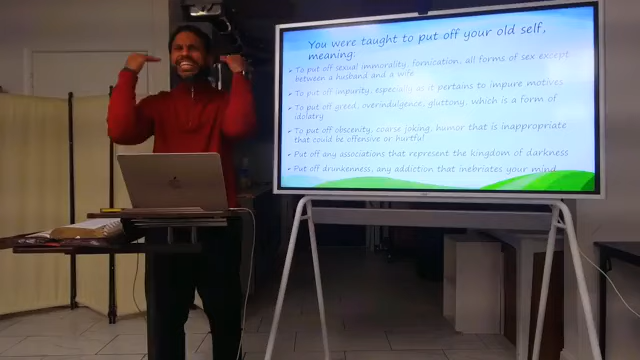 You were taught to put off your old self,
meaning:
➢ To put off sexual immorality, fornication, all forms of sex except
between a husband and a wife
➢ To put off impurity, especially as it pertains to impure motives
➢ To put off greed, overindulgence, gluttony, which is a form of
idolatry
➢ To put off obscenity, coarse joking, humor that is inappropriate
that could be offensive or hurtful
➢ Put off any associations that represent the kingdom of darkness
➢ Put off drunkenness, any addiction that inebriates your mind